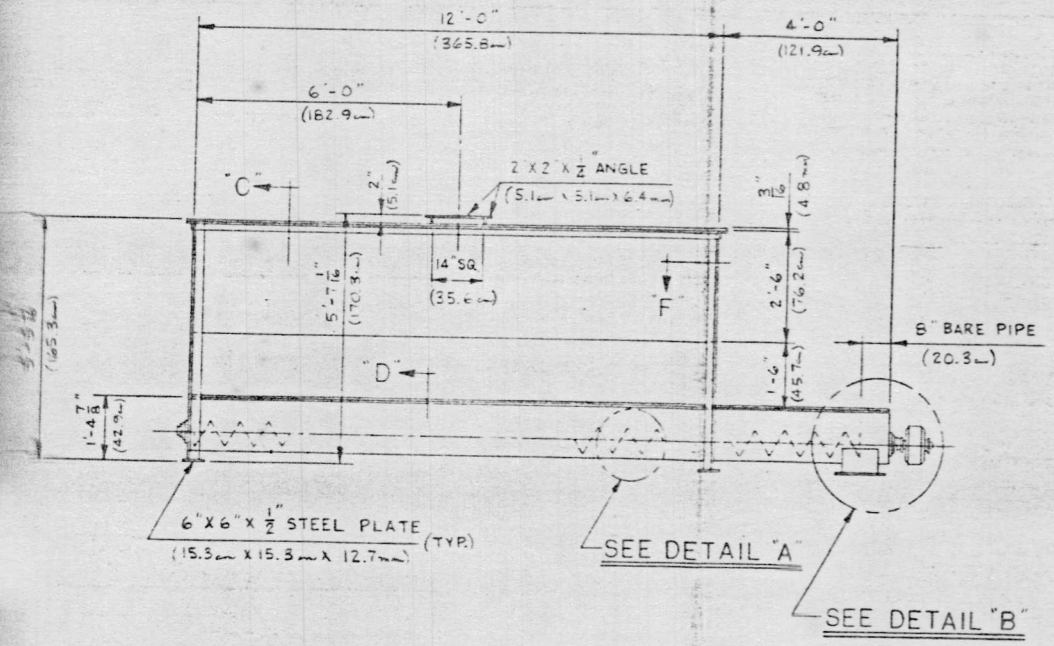 12'-0"
(365.8cm)
4'-0"
(121.9cm)
6'-0"
(182.9cm)
2" X 2" X 1/2" ANGLE
(5.1cm X 5.1cm X 6.4mm)
2"
(5.1cm)
"C"
3/16"
(4.8mm)
14" SQ
(35.6cm)
5'-7 1/16"
(170.3cm)
"F"
2'-6"
(76.2cm)
(165.3cm)
8" BARE PIPE
(20.3cm)
"D"
1'-6"
(45.7cm)
1'-4 7/8"
(42.9cm)
6" X 6" X 1/2" STEEL PLATE (TYP.)
(15.3cm X 15.3cm X 12.7mm)
SEE DETAIL "A"
SEE DETAIL "B"